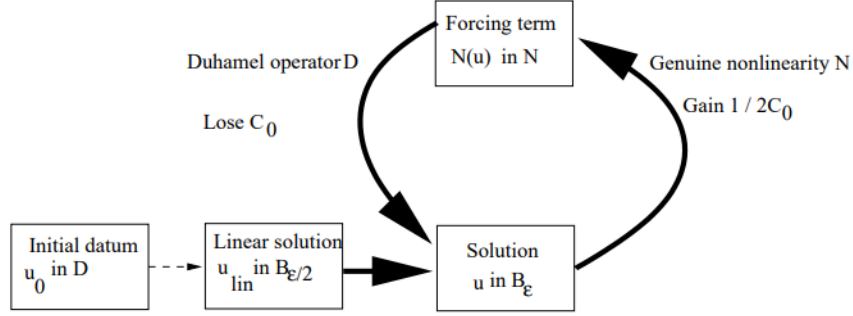 Forcing term
N(u) in N
Duhamel operator D
Lose C0
Genuine nonlinearity N
Gain 1 / 2C0
Initial datum
u0 in D
Linear solution
ulin in Bε/2
Solution
u in Bε